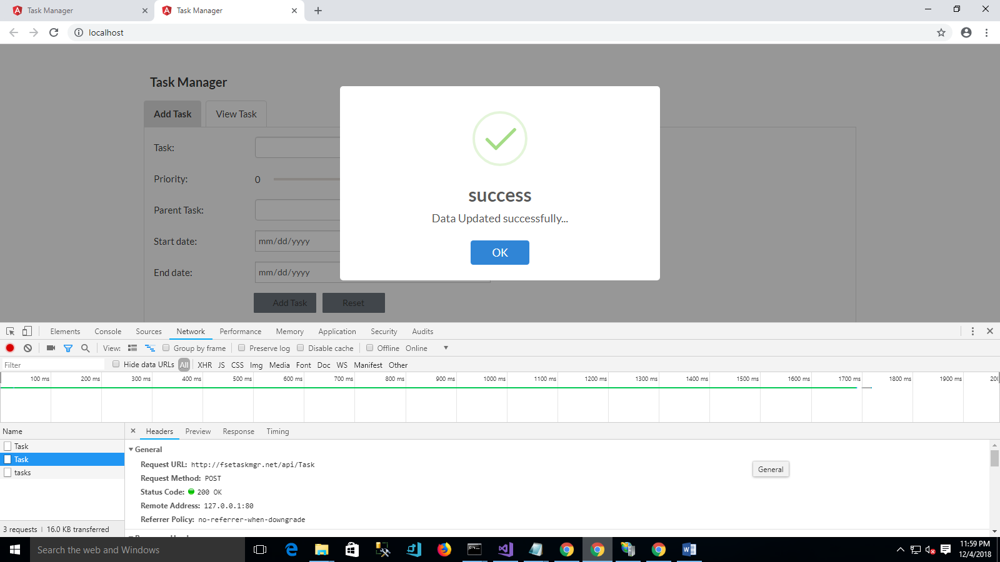 Task Manager
Task Manager
localhost
Task Manager
Add Task
View Task
Task:
Priority:
0
Parent Task:
Start date:
mm/dd/yyyy
End date:
mm/dd/yyyy
Add Task
Reset
success
Data Updated successfully...
OK
Elements
Console
Sources
Network
Performance
Memory
Application
Security
Audits
View:
Group by frame
Preserve log
Disable cache
Offline
Online
Filter
Hide data URLs
All
XHR
JS
CSS
Img
Media
Font
Doc
WS
Manifest
Other
100 ms
200 ms
300 ms
400 ms
500 ms
600 ms
700 ms
800 ms
900 ms
1000 ms
1100 ms
1200 ms
1300 ms
1400 ms
1500 ms
1600 ms
1700 ms
1800 ms
1900 ms
Name
Headers
Preview
Response
Timing
Task
Task
tasks
General
Request URL: http://fsetaskmgr.net/api/Task
Request Method: POST
Status Code: 200 OK
Remote Address: 127.0.0.1:80
Referrer Policy: no-referrer-when-downgrade
General
3 requests | 16.0 KB transferred
Search the web and Windows
11:59 PM
12/4/2018